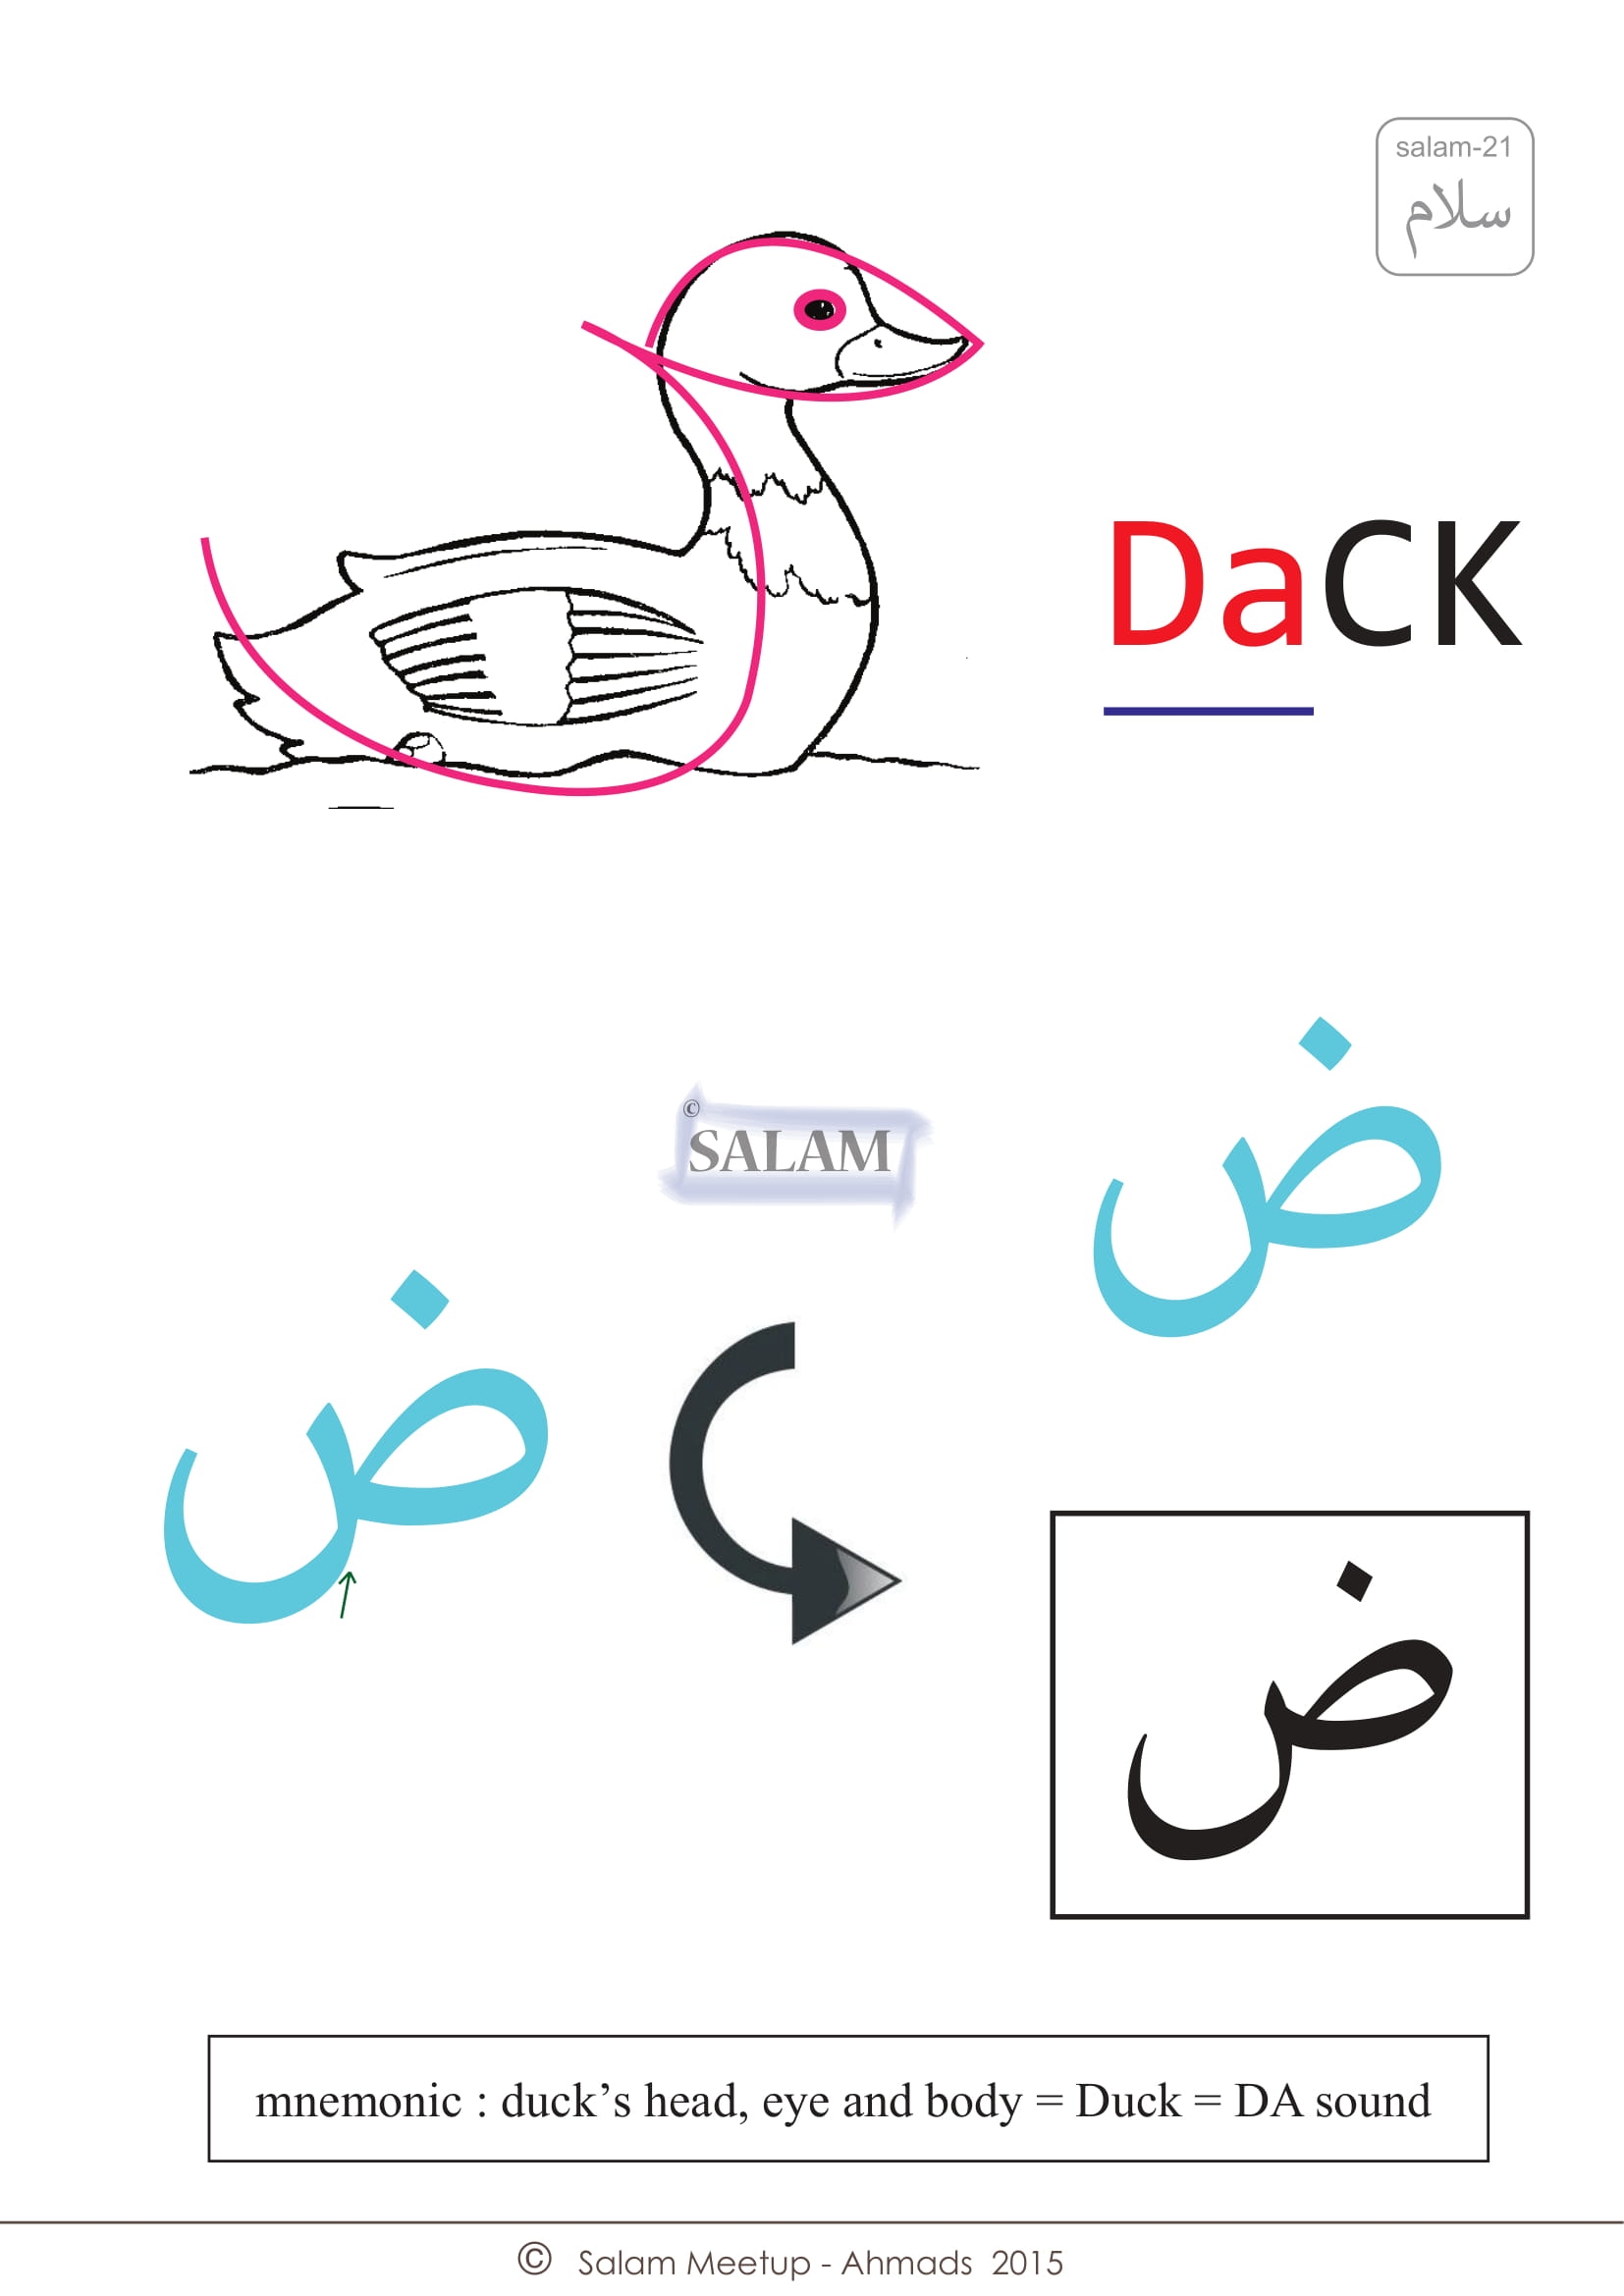 salam-21
سلام
DaCK
ض
©
SALAM
ض
ض
mnemonic : duck’s head, eye and body = Duck = DA sound
© Salam Meetup - Ahmads 2015